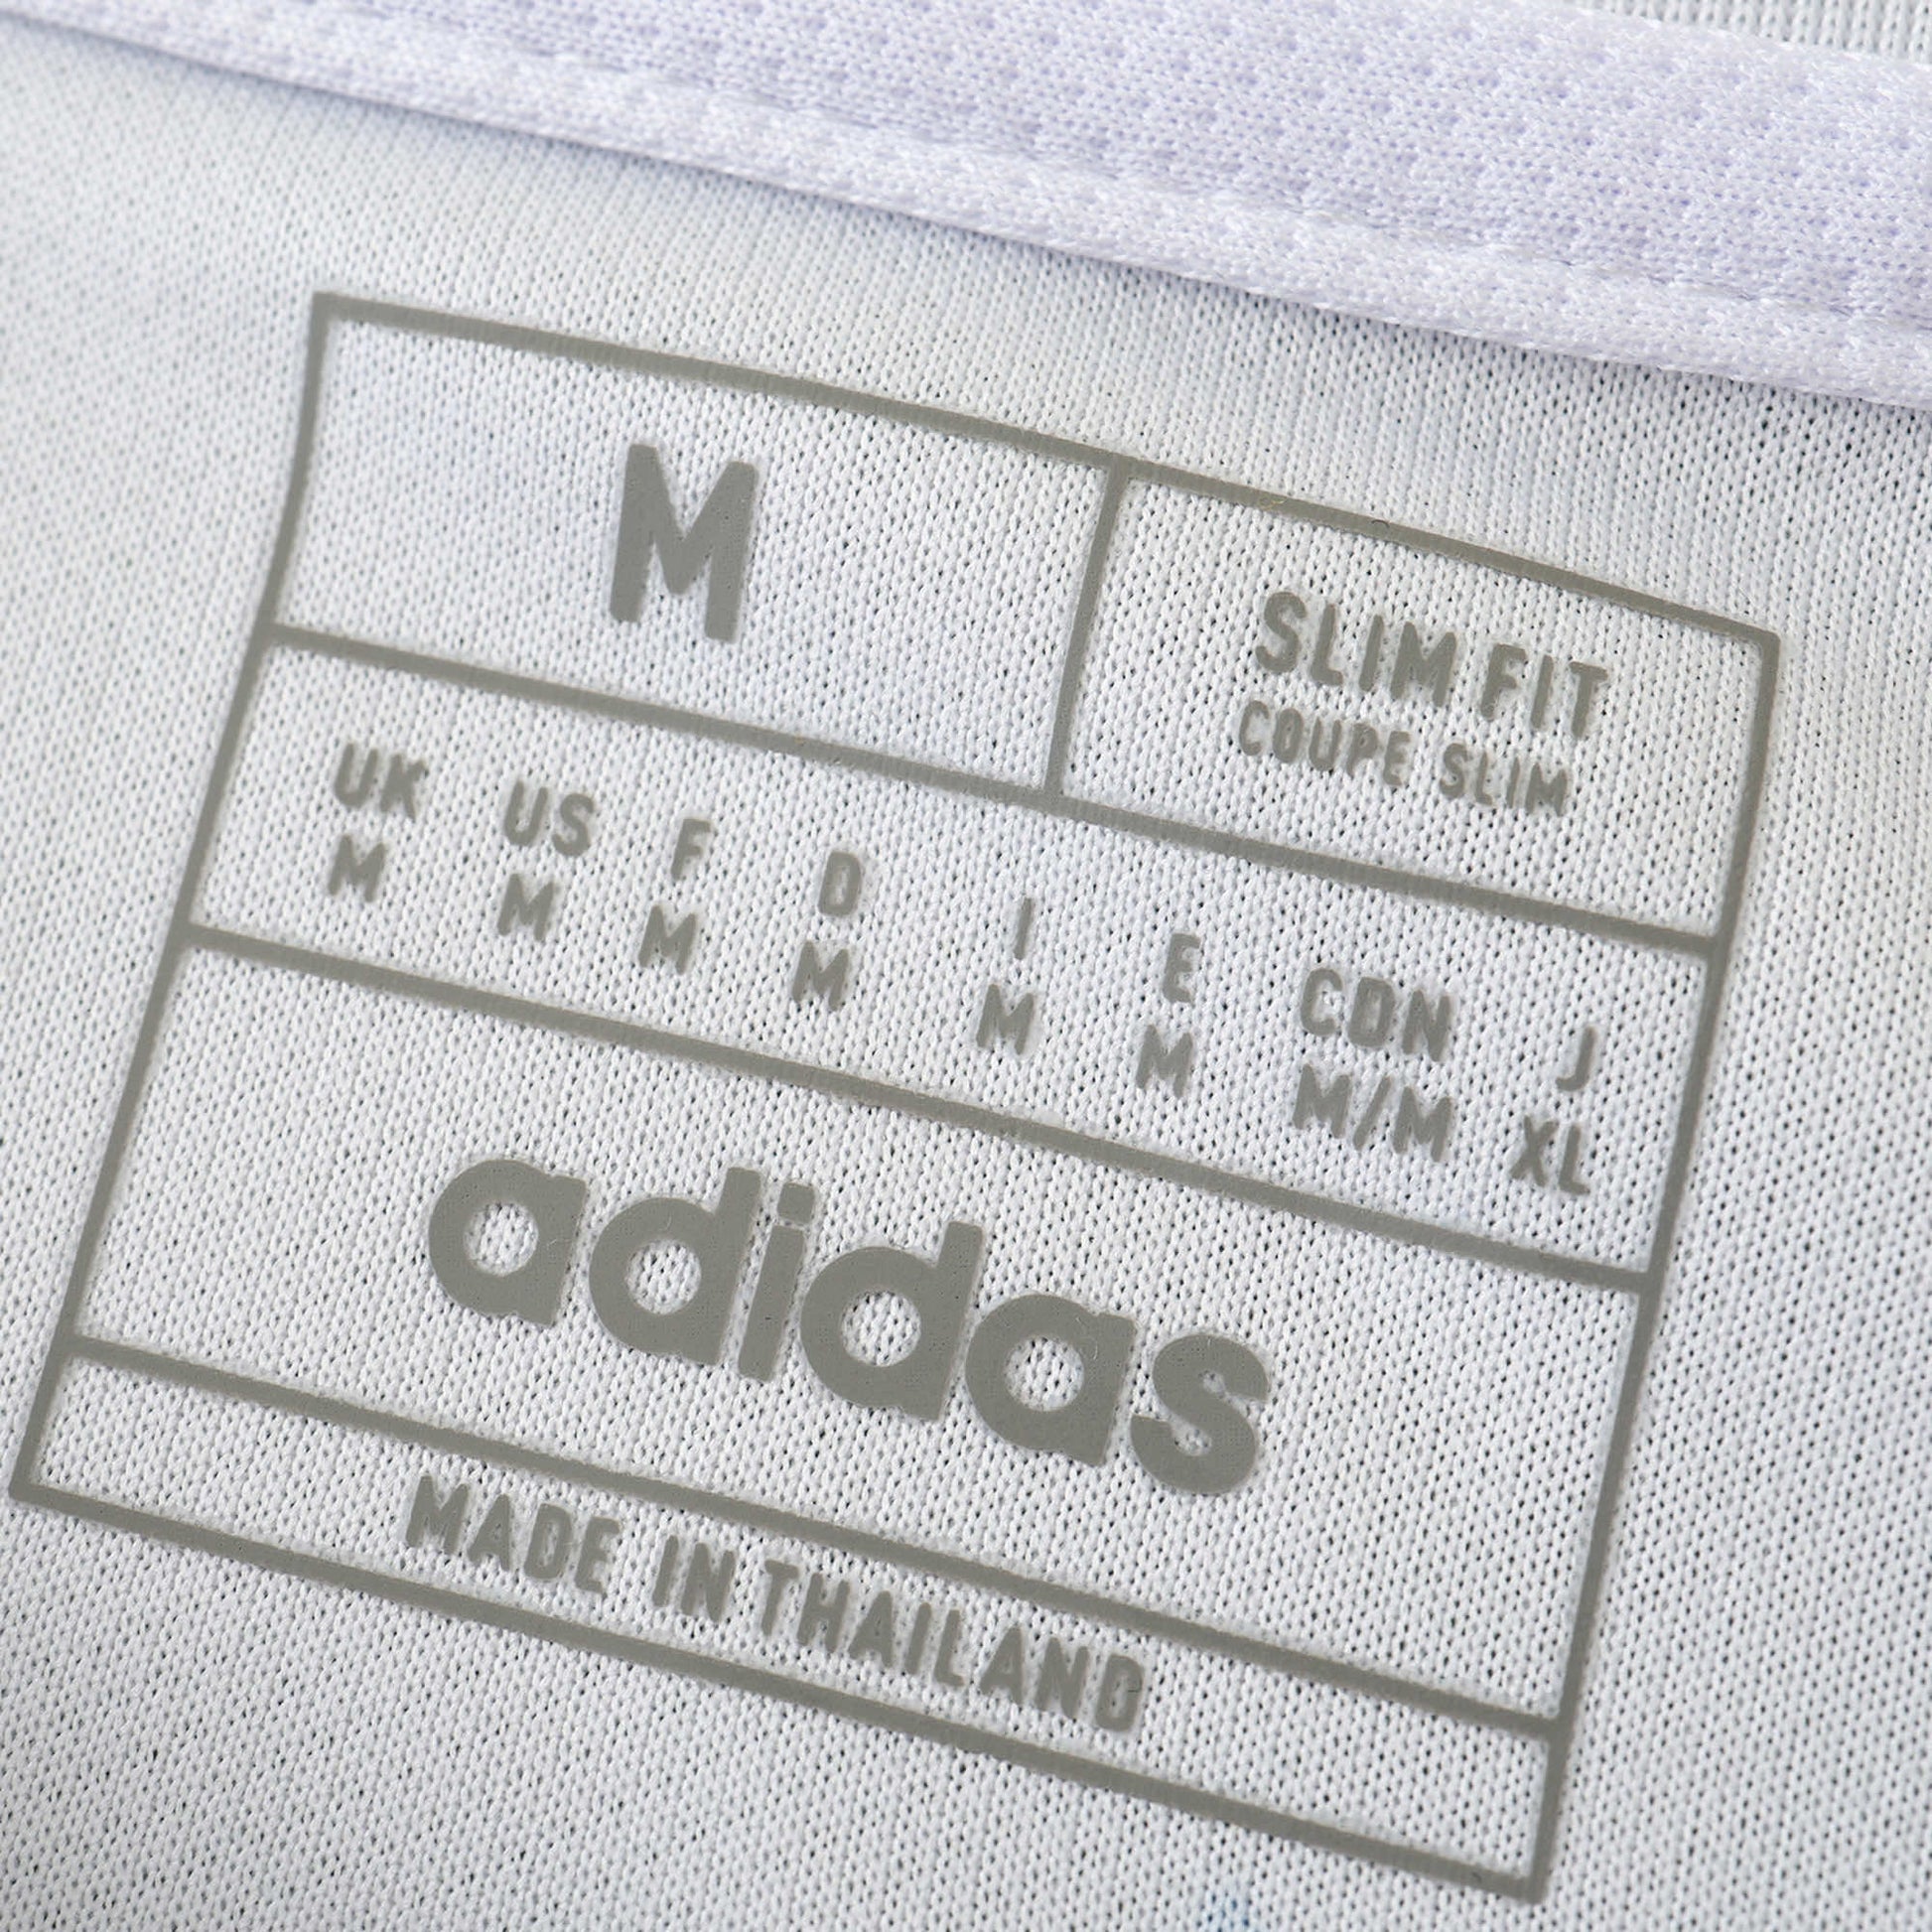 M
SLIM FIT
COUPE SLIM
UK US F D I E CDN J
M M M M M M M/M XL
adidas
MADE IN THAILAND